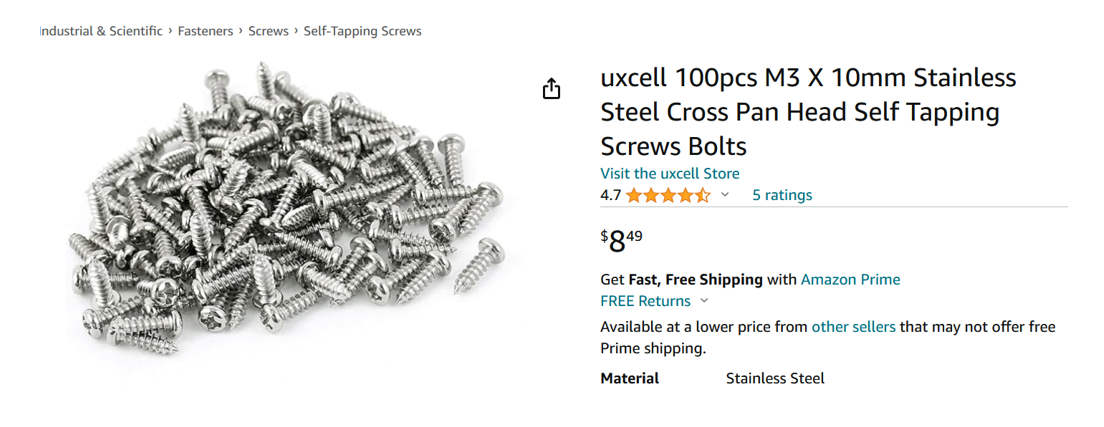 Industrial & Scientific › Fasteners › Screws › Self-Tapping Screws
uxcell 100pcs M3 X 10mm Stainless
Steel Cross Pan Head Self Tapping
Screws Bolts
Visit the uxcell Store
4.7 5 ratings
$8 49
Get Fast, Free Shipping with Amazon Prime
FREE Returns
Available at a lower price from other sellers that may not offer free
Prime shipping.
Material Stainless Steel